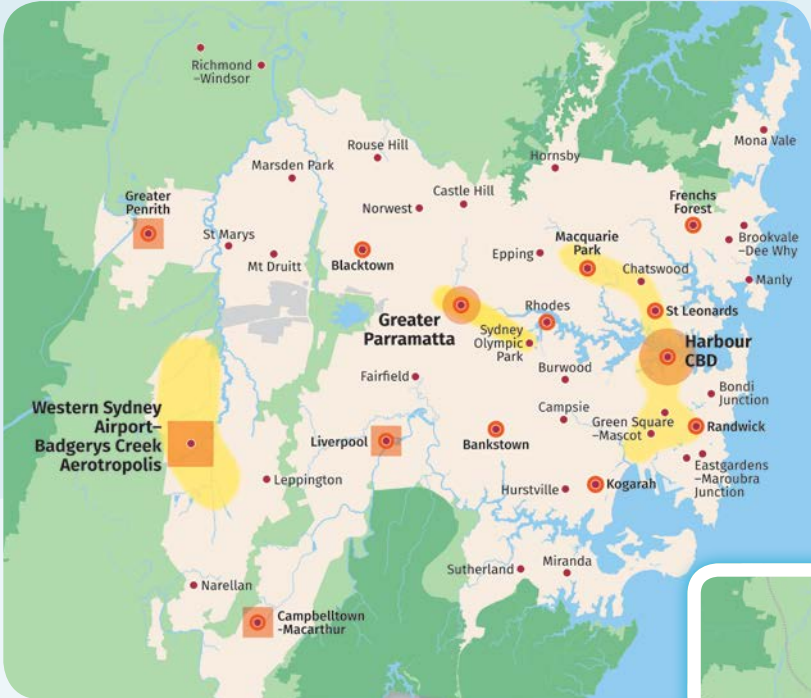 Richmond
–Windsor
Mona Vale
Rouse Hill
Hornsby
Marsden Park
Castle Hill
Greater
Penrith
Norwest
Frenchs
Forest
St Marys
Mt Druitt
Blacktown
Epping
Macquarie
Park
Brookvale
–Dee Why
Chatswood
Manly
Greater
Parramatta
Rhodes
St Leonards
Sydney
Olympic
Park
Harbour
CBD
Fairfield
Burwood
Bondi
Junction
Western Sydney
Airport–
Badgerys Creek
Aerotropolis
Campsie
Green Square
–Mascot
Liverpool
Bankstown
Randwick
Leppington
Eastgardens
–Maroubra
Junction
Hurstville
Kogarah
Narellan
Sutherland
Miranda
Campbelltown
-Macarthur